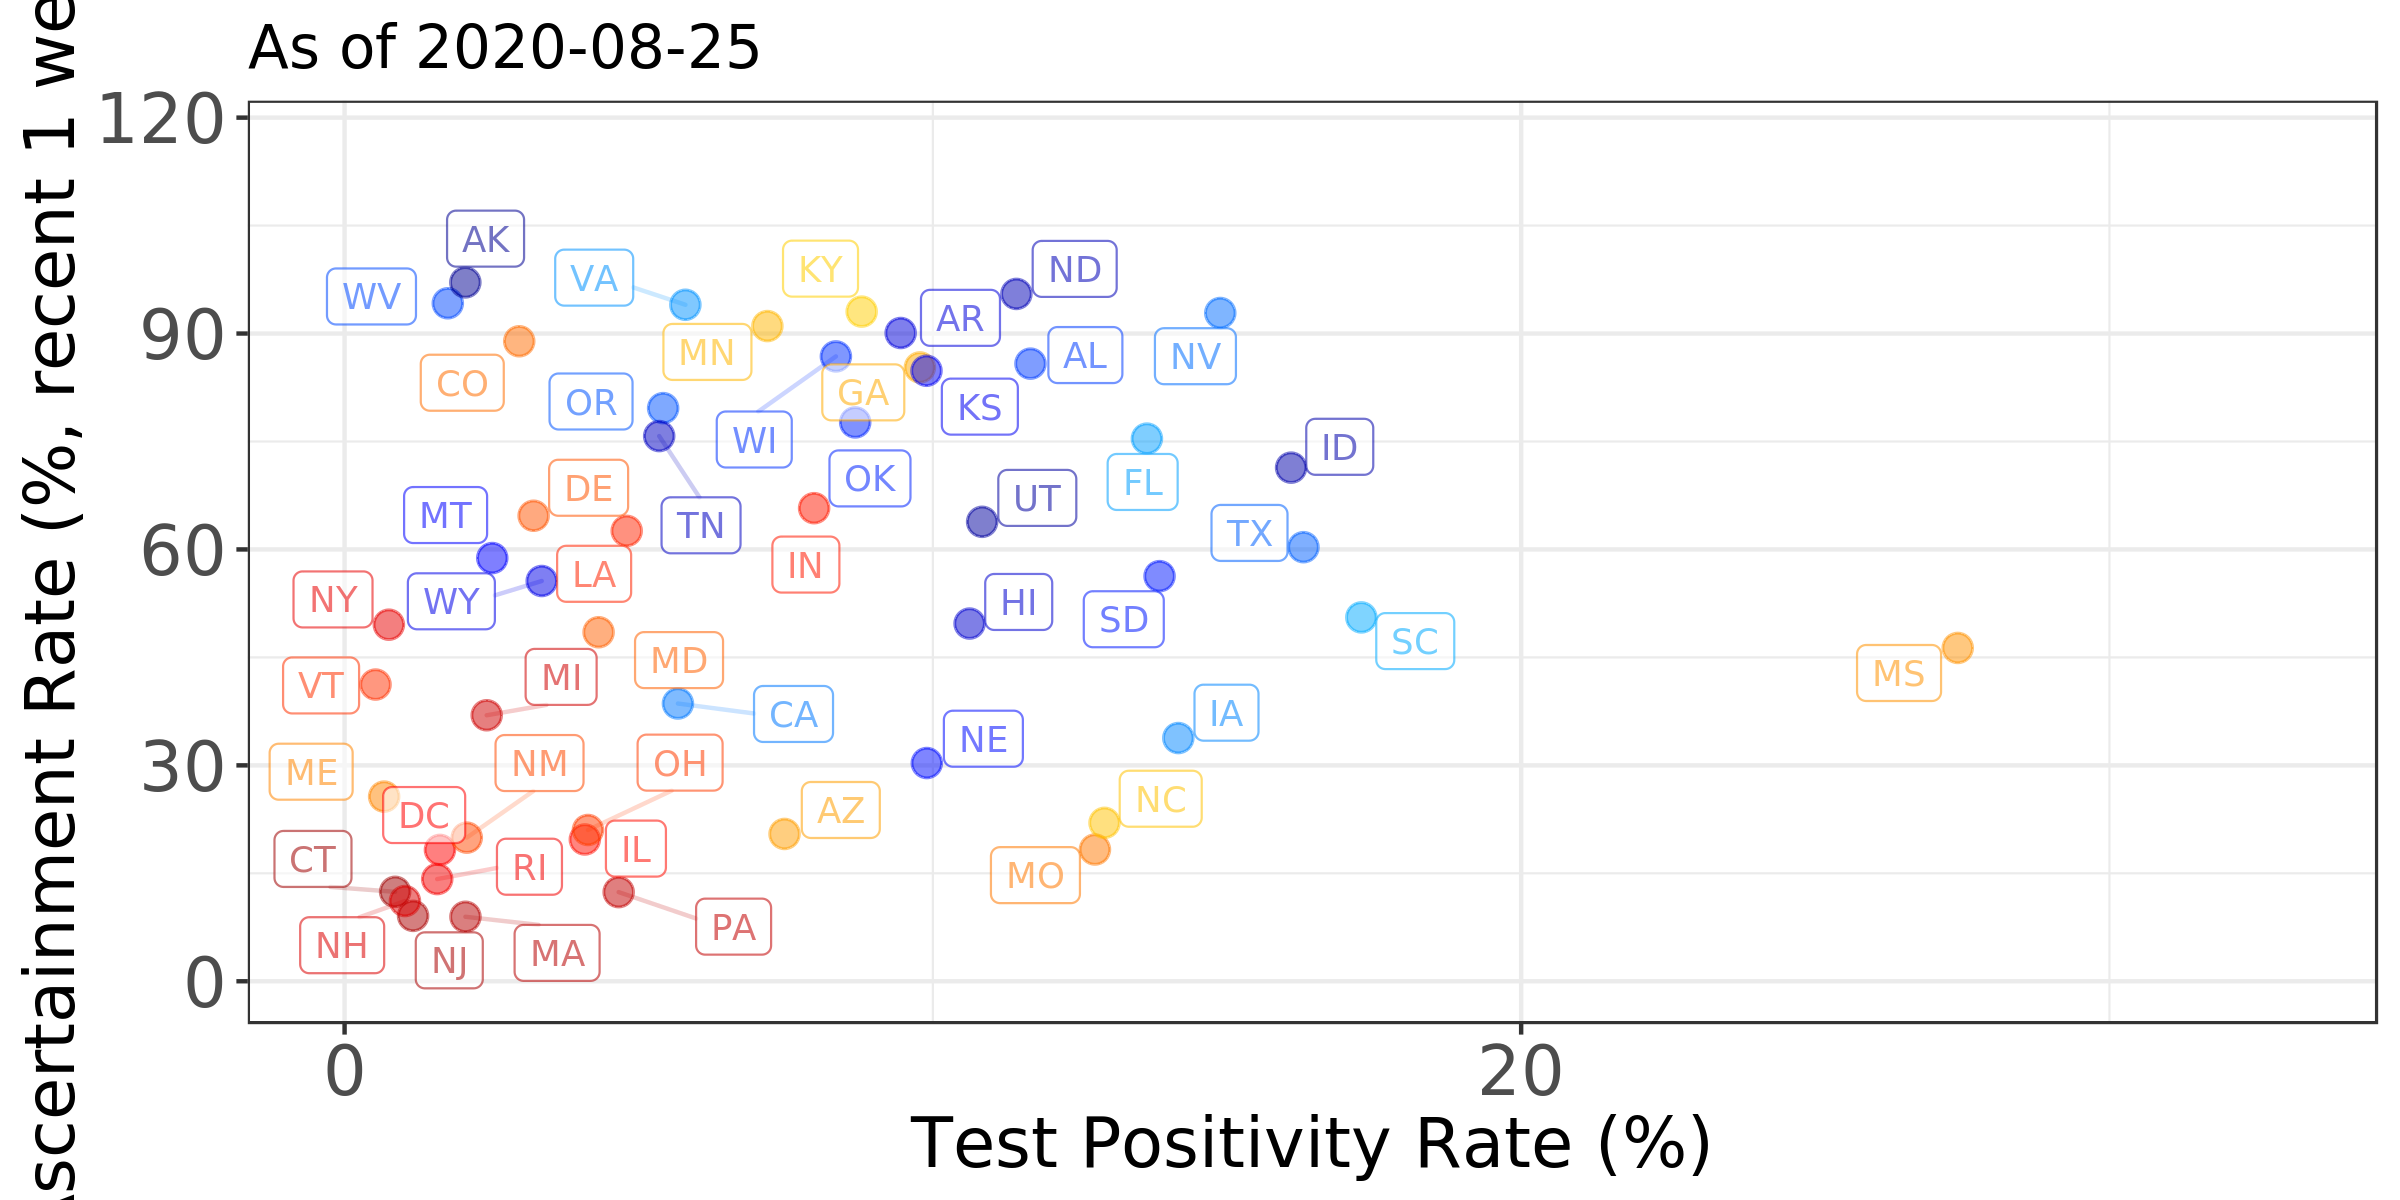 As of 2020-08-25
Ascertainment Rate (%, recent 1 we
120
90
60
30
0
AK
WV
VA
KY
ND
AR
MN
AL
NV
CO
GA
OR
KS
WI
ID
OK
FL
DE
MT
TN
UT
TX
IN
LA
NY
WY
HI
SD
SC
MD
MI
VT
MS
CA
IA
NE
NM
OH
ME
NC
DC
AZ
IL
CT
RI
MO
PA
NH
NJ
MA
0
20
Test Positivity Rate (%)